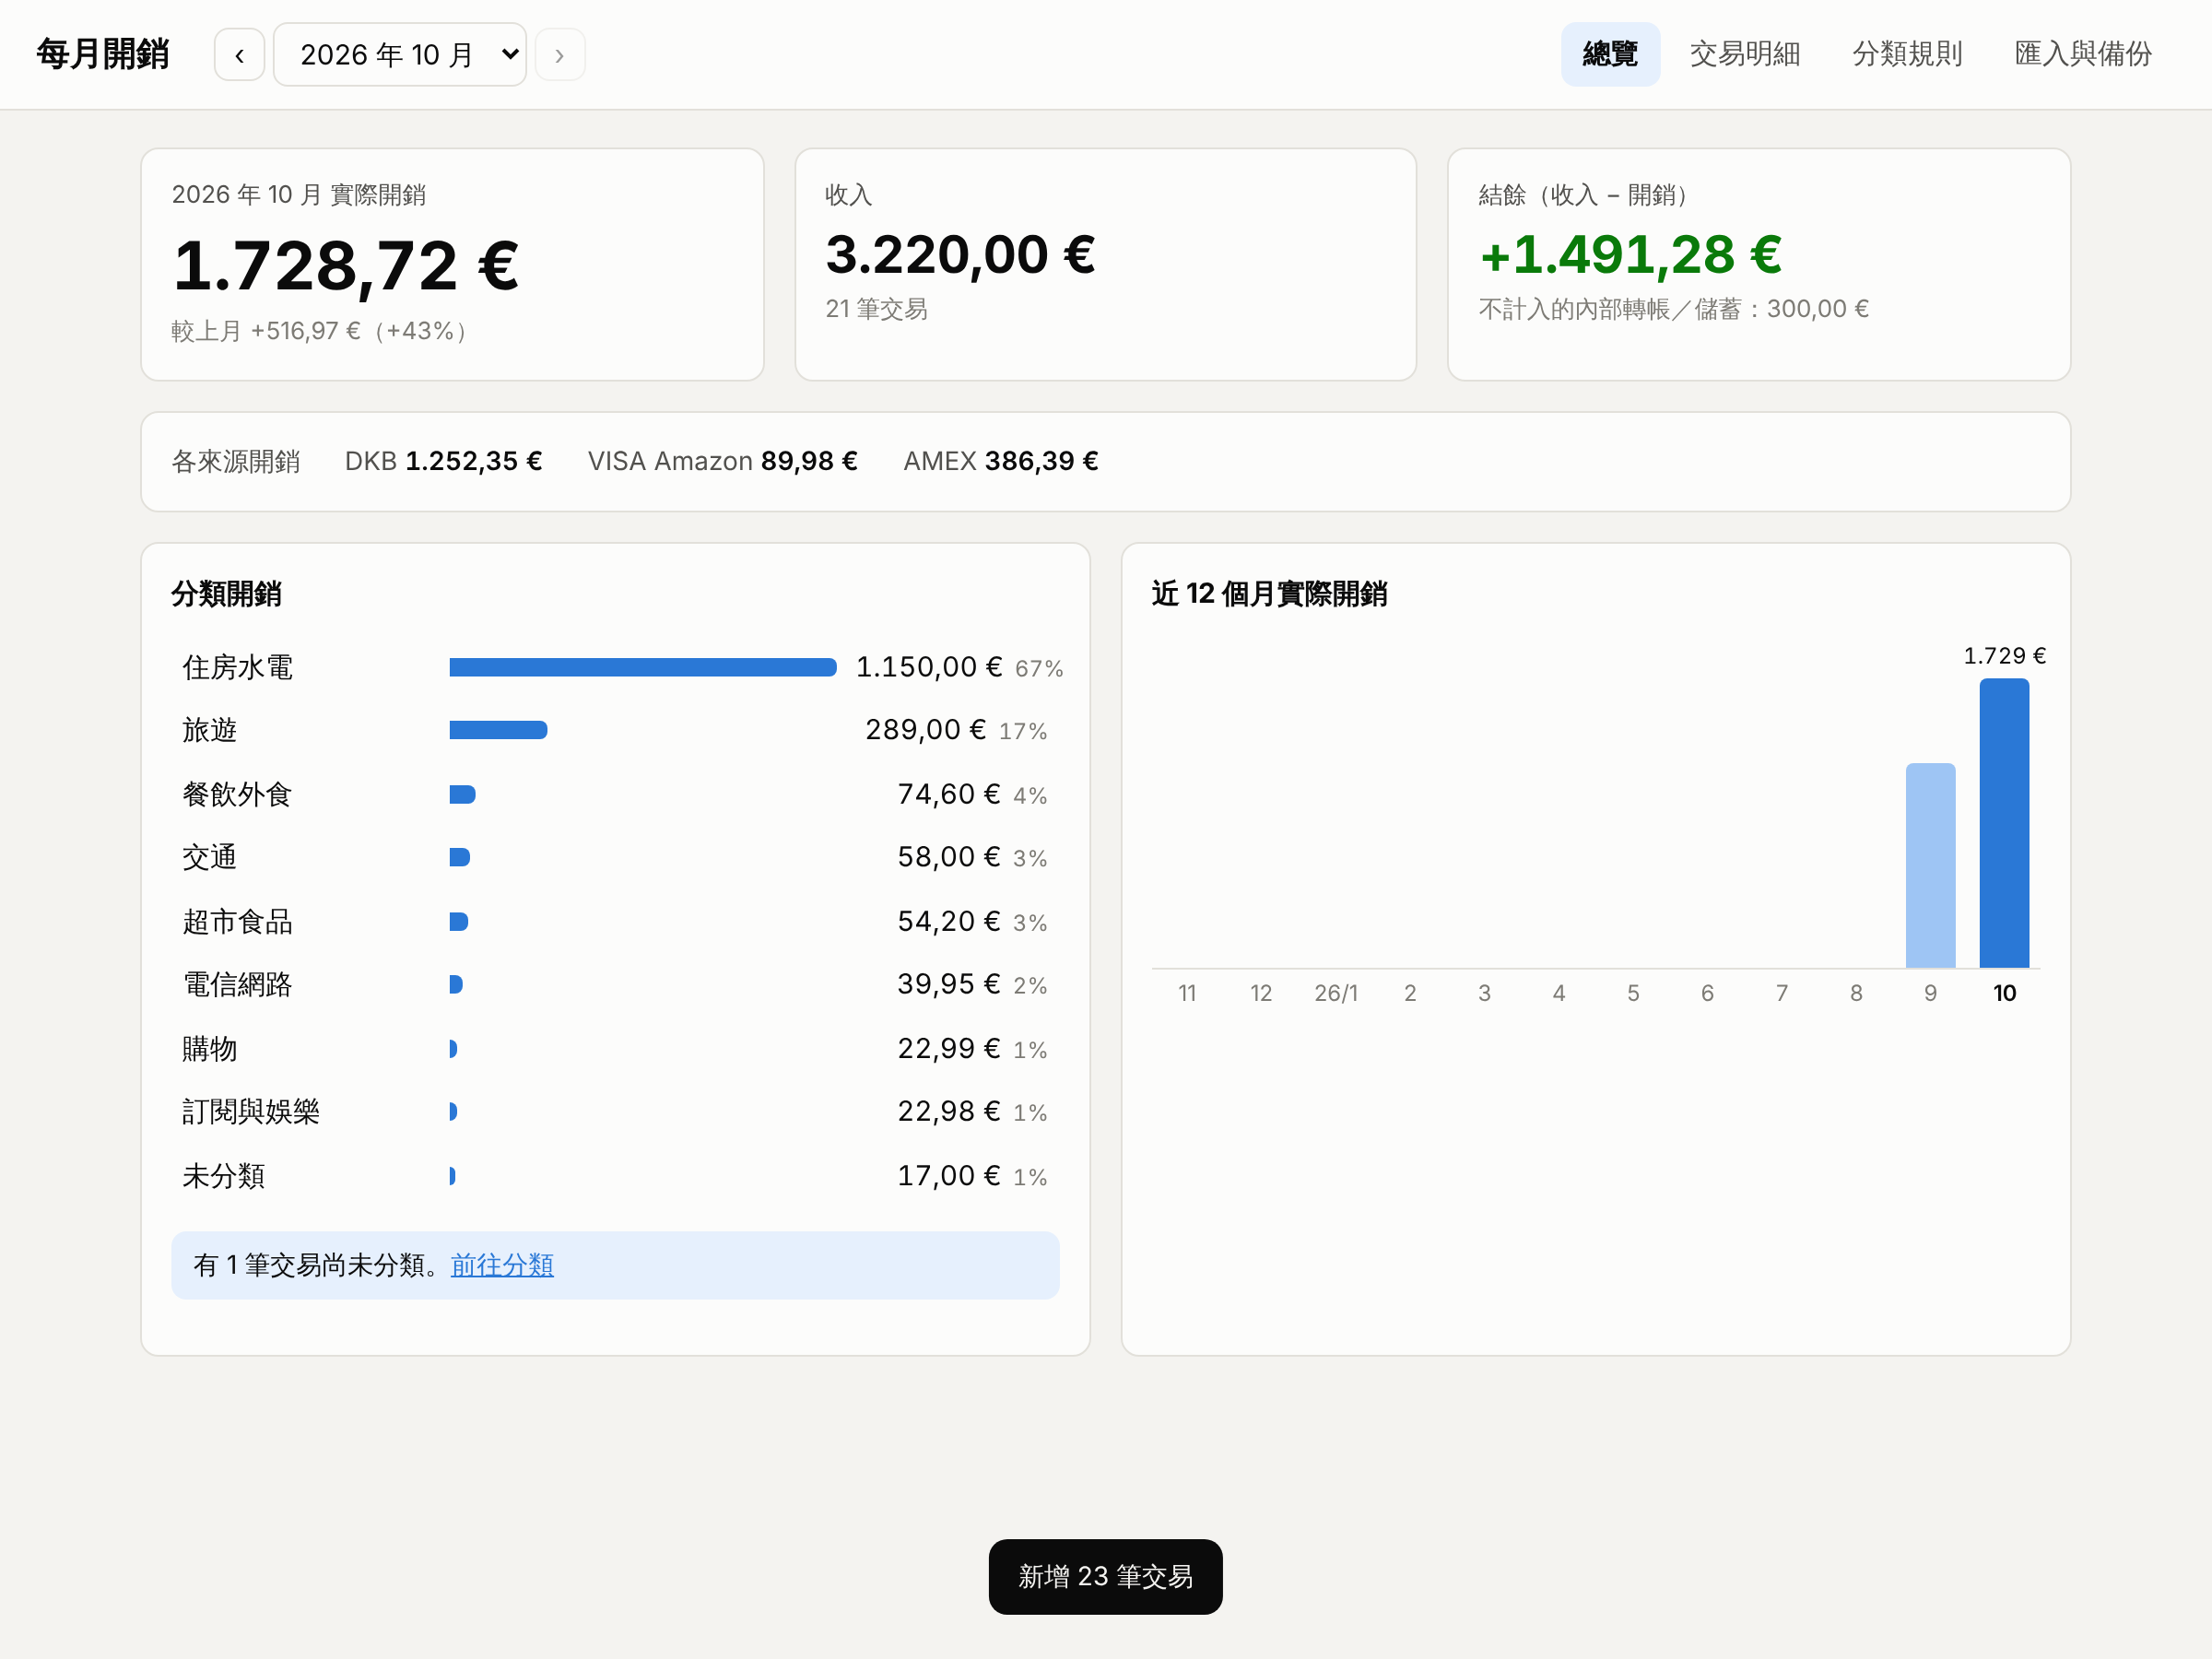 每月開銷
‹
2026 年 10 月
›
總覽
交易明細
分類規則
匯入與備份
2026 年 10 月 實際開銷
1.728,72 €
較上月 +516,97 €（+43%）
收入
3.220,00 €
21 筆交易
結餘（收入 − 開銷）
+1.491,28 €
不計入的內部轉帳／儲蓄：300,00 €
各來源開銷 DKB 1.252,35 € VISA Amazon 89,98 € AMEX 386,39 €
分類開銷
住房水電 1.150,00 € 67%
旅遊 289,00 € 17%
餐飲外食 74,60 € 4%
交通 58,00 € 3%
超市食品 54,20 € 3%
電信網路 39,95 € 2%
購物 22,99 € 1%
訂閱與娛樂 22,98 € 1%
未分類 17,00 € 1%
有 1 筆交易尚未分類。前往分類
近 12 個月實際開銷
1.729 €
11 12 26/1 2 3 4 5 6 7 8 9 10
新增 23 筆交易